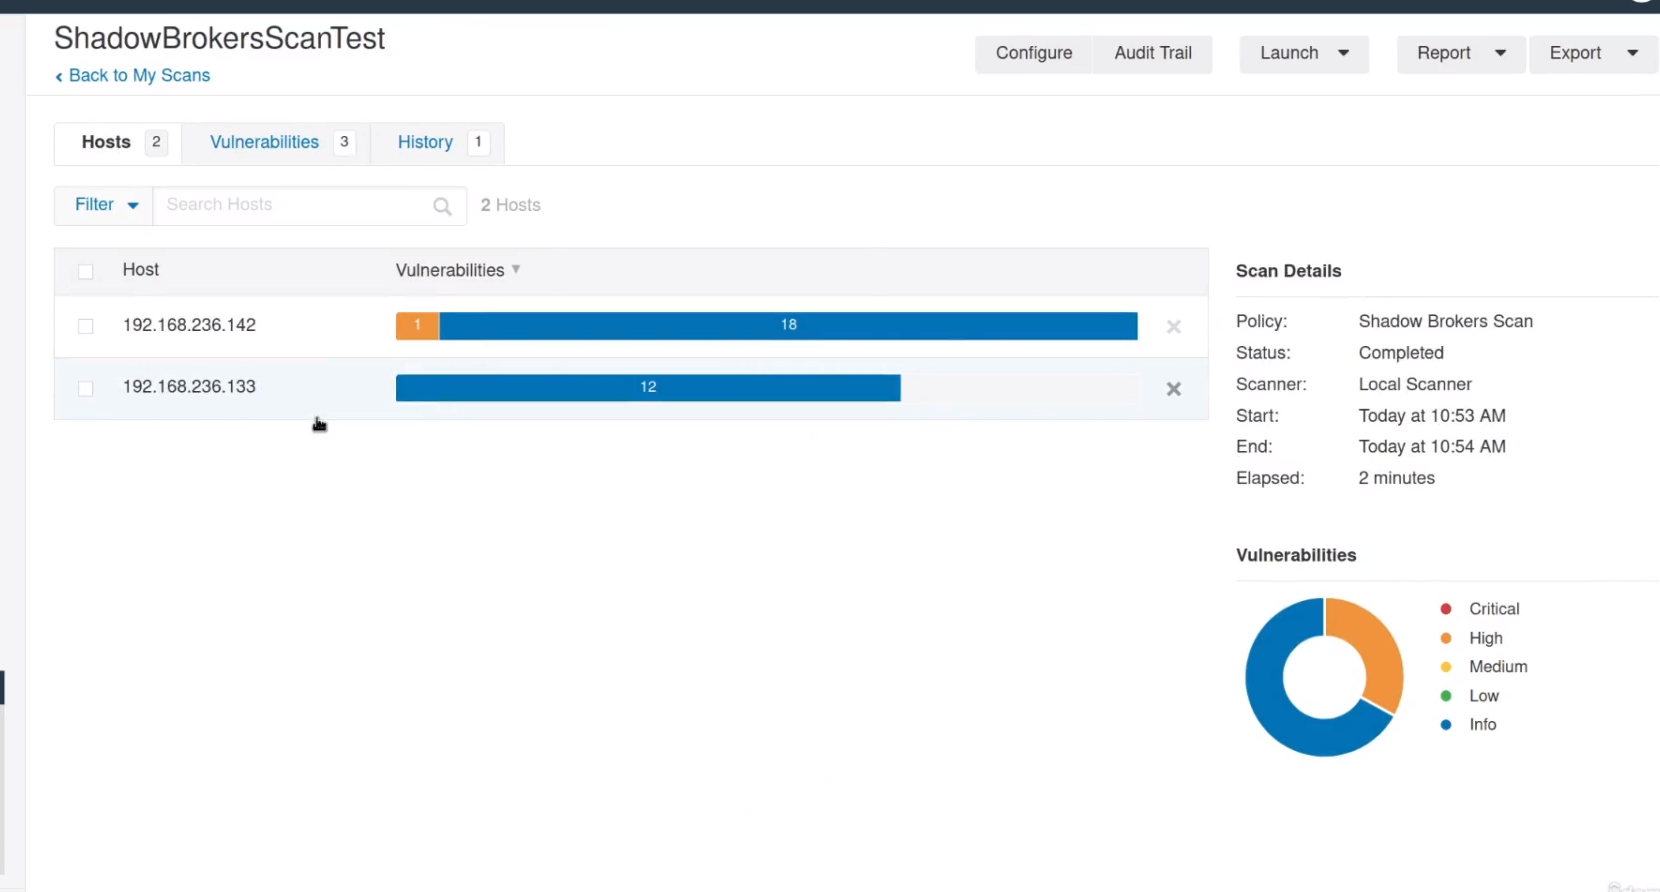 ShadowBrokersScanTest
‹ Back to My Scans
Configure
Audit Trail
Launch
Report
Export
Hosts 2
Vulnerabilities 3
History 1
Filter
Search Hosts
2 Hosts
Host
Vulnerabilities
192.168.236.142
1
18
192.168.236.133
12
Scan Details
Policy: Shadow Brokers Scan
Status: Completed
Scanner: Local Scanner
Start: Today at 10:53 AM
End: Today at 10:54 AM
Elapsed: 2 minutes
Vulnerabilities
Critical
High
Medium
Low
Info